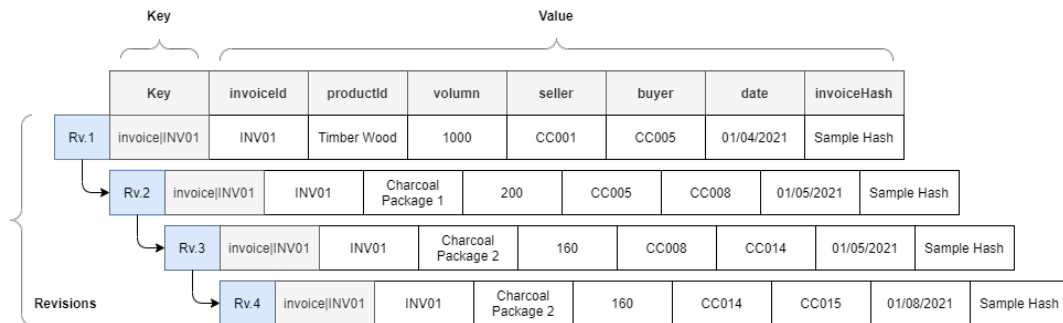 Key Value
Key invoiceId productId volumn seller buyer date invoiceHash
Rv.1 invoice|INV01 INV01 Timber Wood 1000 CC001 CC005 01/04/2021 Sample Hash
Rv.2 invoice|INV01 INV01 Charcoal Package 1 200 CC005 CC008 01/05/2021 Sample Hash
Rv.3 invoice|INV01 INV01 Charcoal Package 2 160 CC008 CC014 01/05/2021 Sample Hash
Revisions
Rv.4 invoice|INV01 INV01 Charcoal Package 2 160 CC014 CC015 01/08/2021 Sample Hash